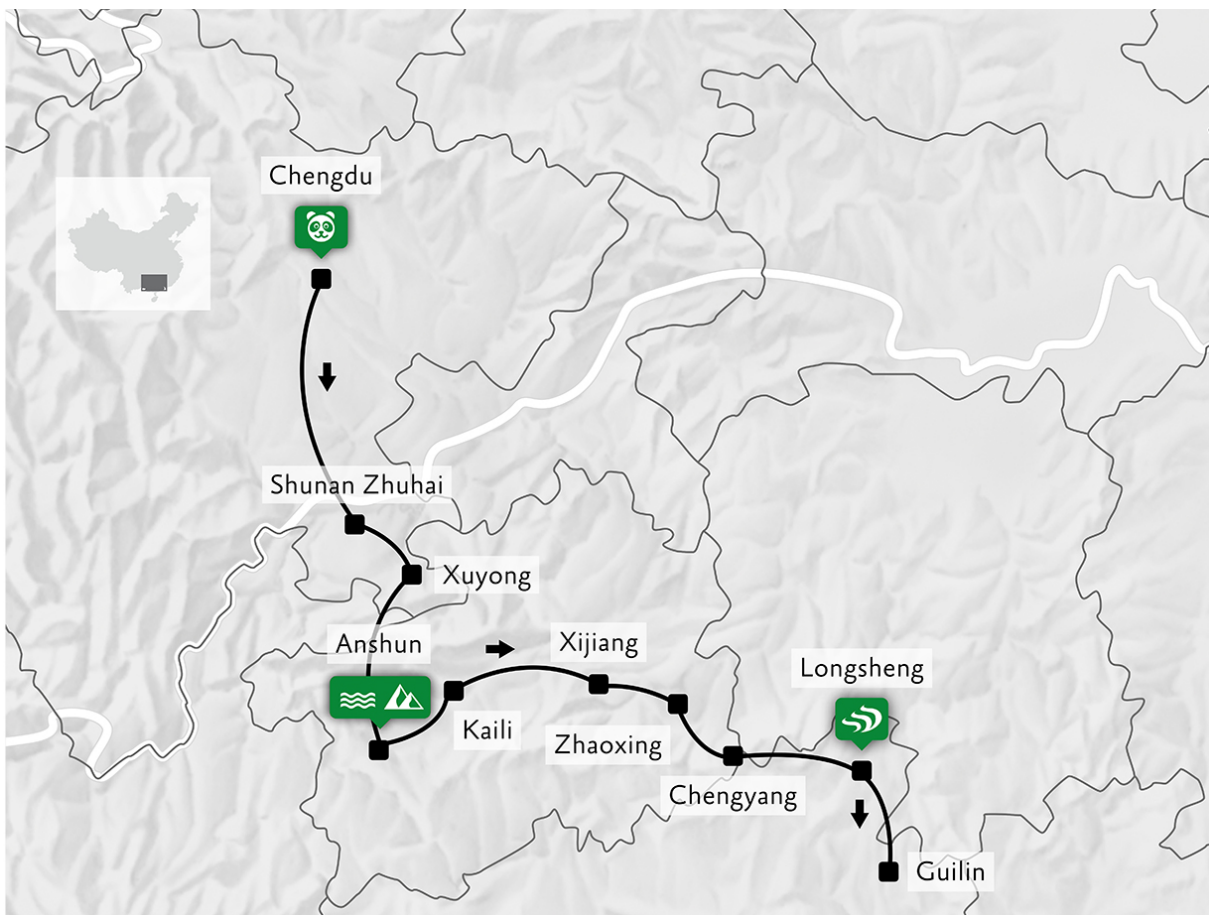 Chengdu
Shunan Zhuhai
Xuyong
Anshun
Xijiang
Longsheng
Kaili
Zhaoxing
Chengyang
Guilin